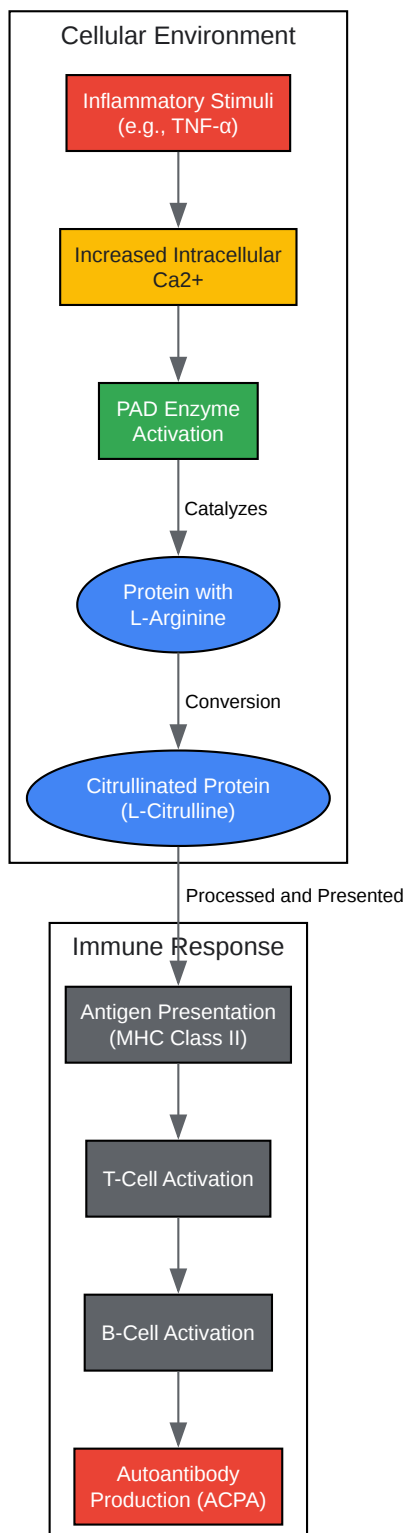 Cellular Environment
Inflammatory Stimuli
(e.g., TNF-α)
Increased Intracellular
Ca2+
PAD Enzyme
Activation
Catalyzes
Protein with
L-Arginine
Conversion
Citrullinated Protein
(L-Citrulline)
Processed and Presented
Immune Response
Antigen Presentation
(MHC Class II)
T-Cell Activation
B-Cell Activation
Autoantibody
Production (ACPA)